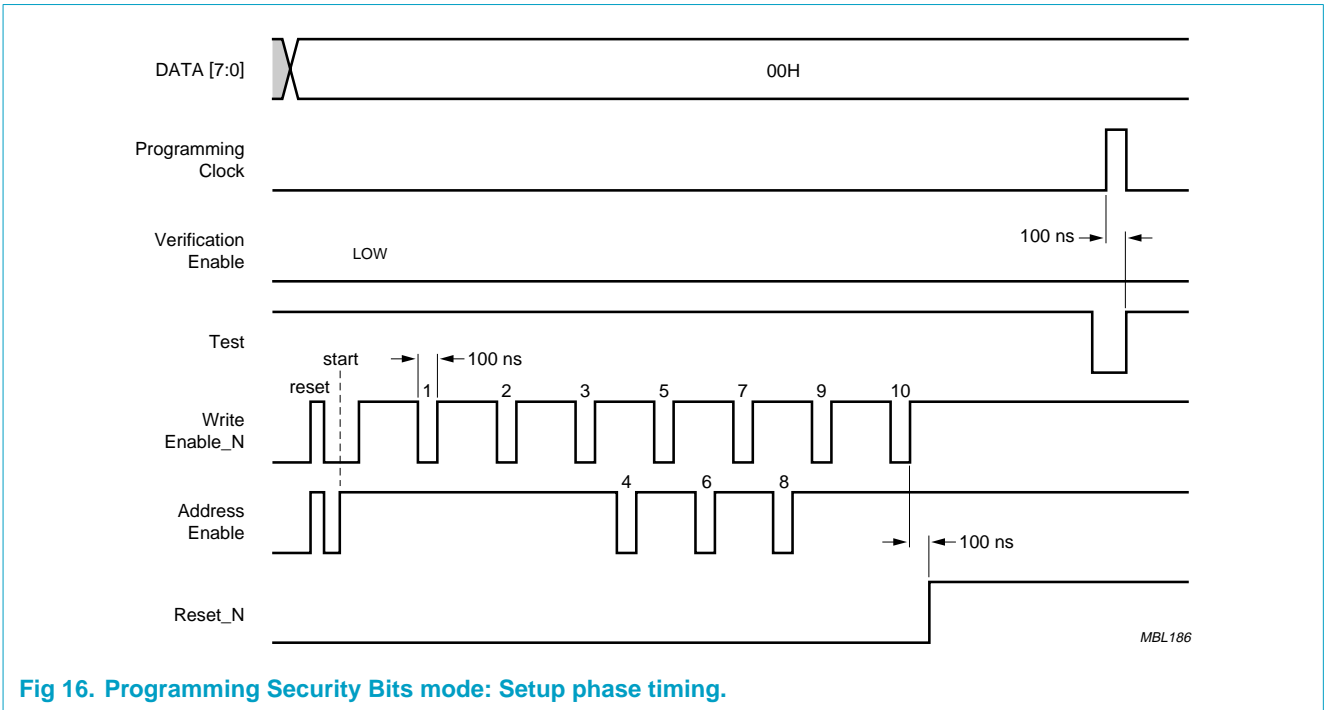 DATA [7:0]
00H
Programming
Clock
100 ns
Verification
Enable
LOW
Test
start
100 ns
reset
1
2
3
5
7
9
10
Write
Enable_N
4
6
8
Address
Enable
100 ns
Reset_N
MBL186
Fig 16. Programming Security Bits mode: Setup phase timing.